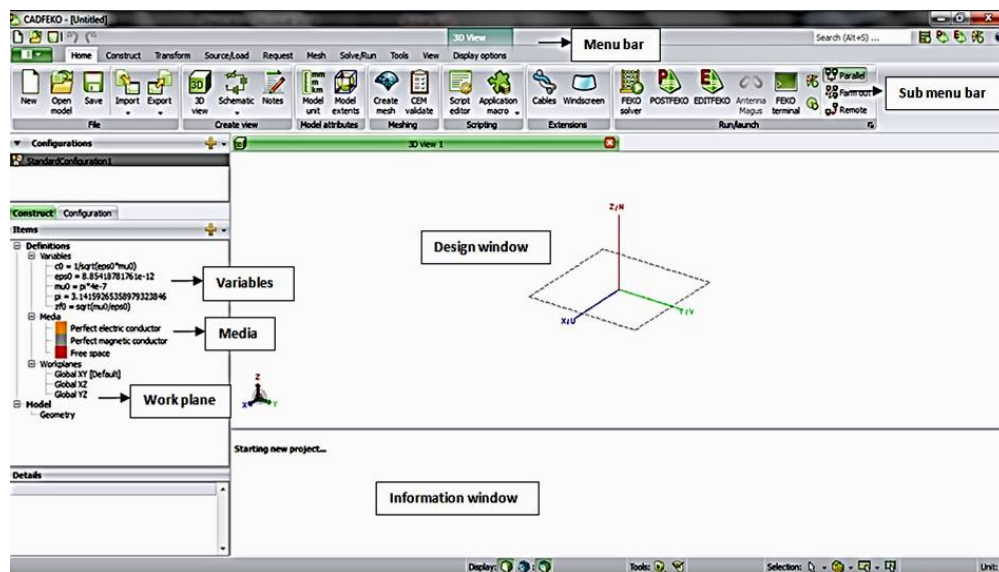 CADFEKO - [Untitled]
3D View
Menu bar
Search (Alt+S) ...
Home Construct Transform Source/Load Request Mesh Solve/Run Tools View Display options
New Open model Save Import Export
File
3D view Schematic Notes
Create view
Model unit Model extents
Model attributes
Create mesh CEM validate
Meshing
Script editor Application macro
Scripting
Cables Windscreen
Extensions
FEKO solver POSTFEKO EDITFEKO Antenna Magus FEKO terminal
Parallel
Farm out
Remote
Run/launch
Sub menu bar
Configurations
3D view 1
StandardConfiguration1
Construct Configuration
Items
Definitions
Variables
c0 = 1/sqrt(eps0*mu0)
eps0 = 8.85418781761e-12
mu0 = pi*4e-7
pi = 3.14159265358979323846
zf0 = sqrt(mu0/eps0)
Variables
Media
Perfect electric conductor
Perfect magnetic conductor
Free space
Media
Workplanes
Global XY [Default]
Global XZ
Global YZ
Work plane
Model
Geometry
Details
Design window
Z/N
X/U
Y/V
Z
X
Y
Starting new project...
Information window
Display:
Tools:
Selection:
Unit: